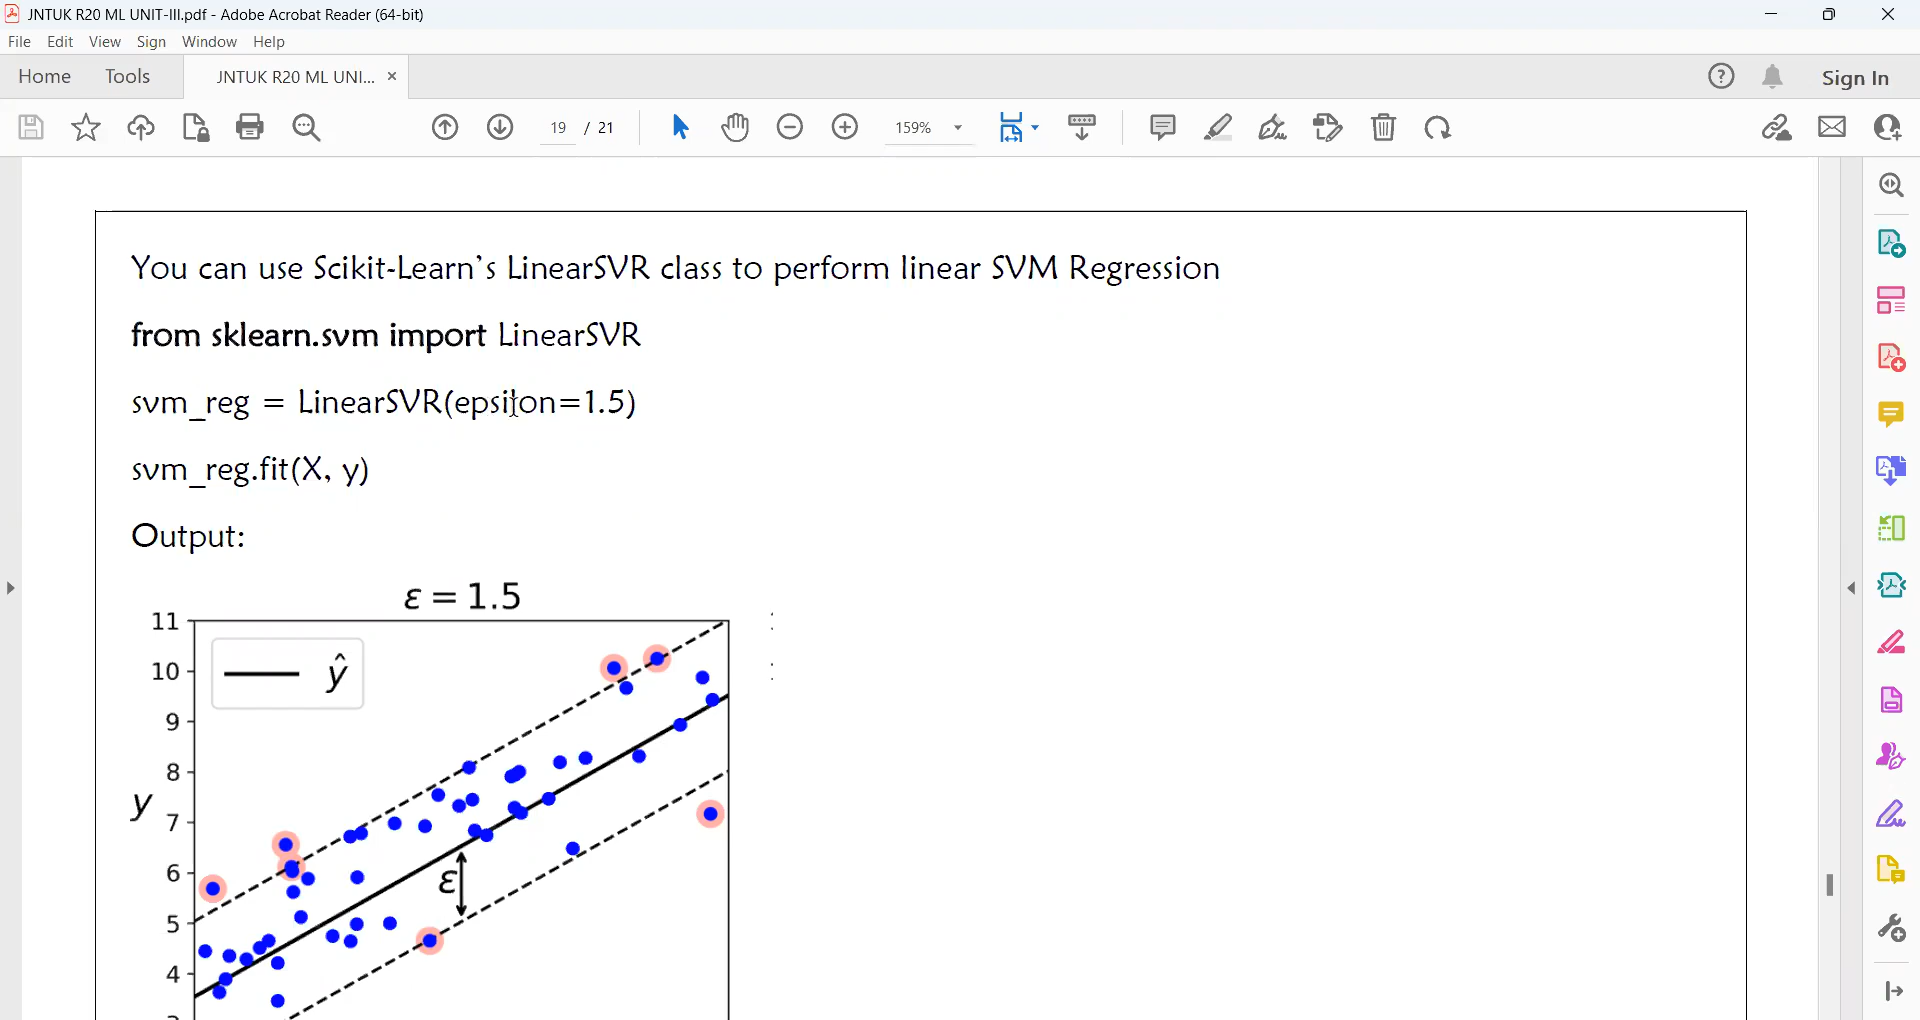 JNTUK R20 ML UNIT-III.pdf - Adobe Acrobat Reader (64-bit)
File Edit View Sign Window Help
Home Tools JNTUK R20 ML UNI... × Sign In
19 / 21 159%
You can use Scikit-Learn's LinearSVR class to perform linear SVM Regression
from sklearn.svm import LinearSVR
svm_reg = LinearSVR(epsilon=1.5)
svm_reg.fit(X, y)
Output:
ε = 1.5
11
ŷ
10
9
8
y
7
6
ε
5
4